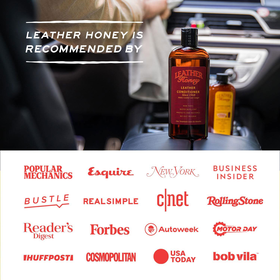 LEATHER HONEY IS
RECOMMENDED BY
LEATHER
Honey
LEATHER
CONDITIONER
POPULAR
MECHANICS
Esquire
NEW YORK
BUSINESS
INSIDER
BUSTLE
REAL SIMPLE
c|net
RollingStone
Reader's
Digest
Forbes
Autoweek
MOTOR DAY
HUFFPOST
COSMOPOLITAN
USA
TODAY
bob vila